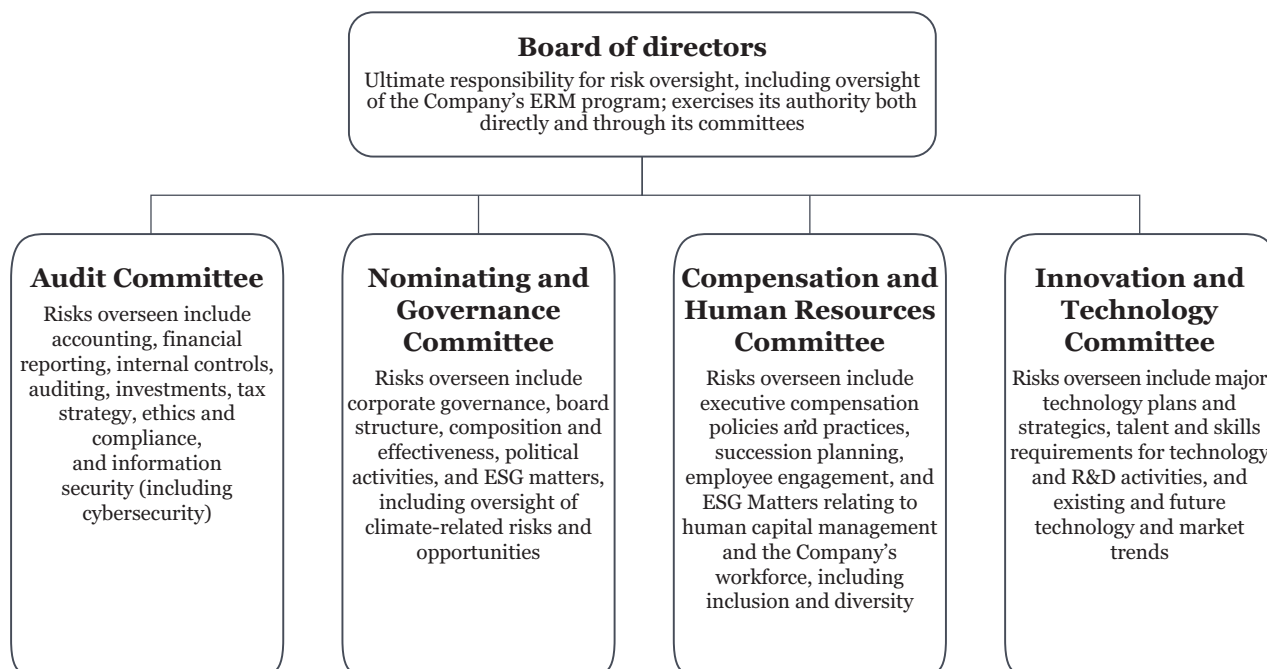 Board of directors
Ultimate responsibility for risk oversight, including oversight
of the Company's ERM program; exercises its authority both
directly and through its committees
Audit Committee
Risks overseen include
accounting, financial
reporting, internal controls,
auditing, investments, tax
strategy, ethics and
compliance,
and information
security (including
cybersecurity)
Nominating and
Governance
Committee
Risks overseen include
corporate governance, board
structure, composition and
effectiveness, political
activities, and ESG matters,
including oversight of
climate-related risks and
opportunities
Compensation and
Human Resources
Committee
Risks overseen include
executive compensation
policies and practices,
succession planning,
employee engagement, and
ESG Matters relating to
human capital management
and the Company's
workforce, including
inclusion and diversity
Innovation and
Technology
Committee
Risks overseen include major
technology plans and
strategics, talent and skills
requirements for technology
and R&D activities, and
existing and future
technology and market
trends